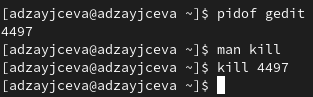 [adzayjceva@adzayjceva ~]$ pidof gedit
4497
[adzayjceva@adzayjceva ~]$ man kill
[adzayjceva@adzayjceva ~]$ kill 4497
[adzayjceva@adzayjceva ~]$